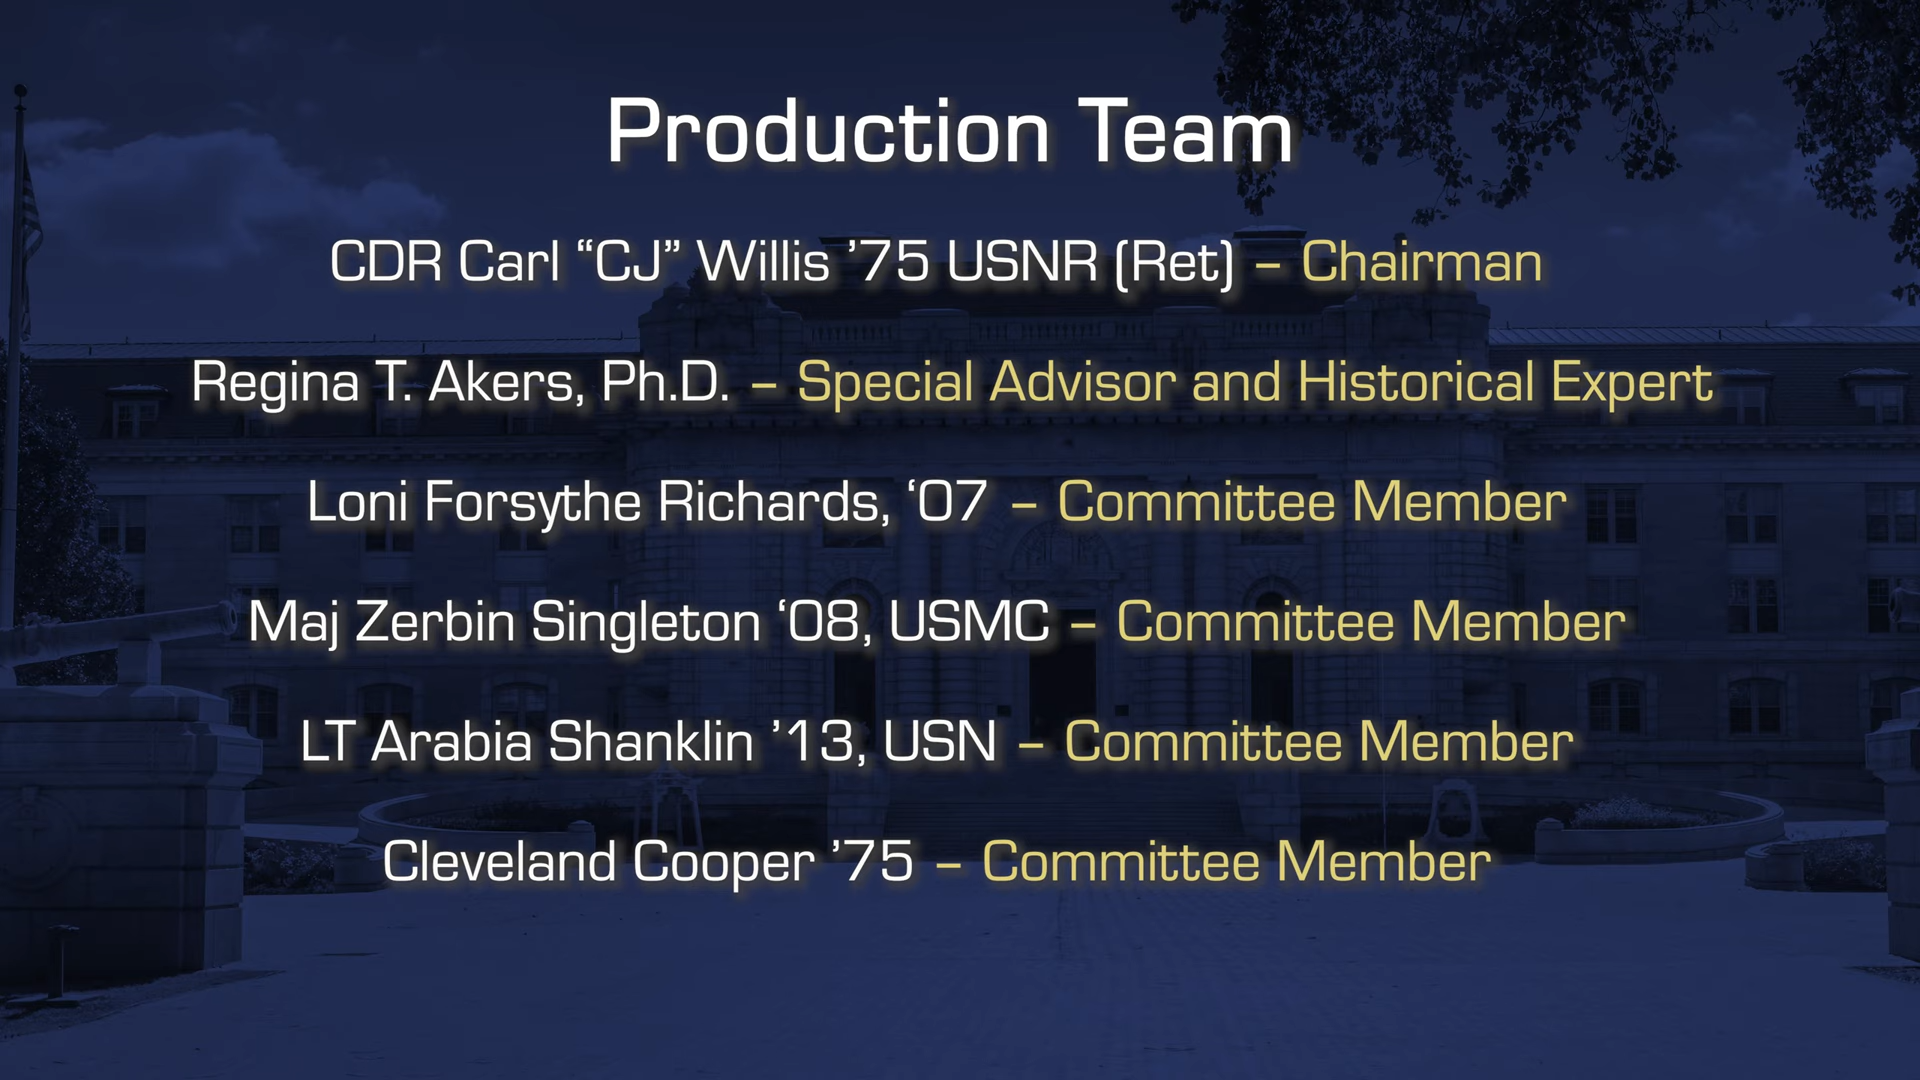 Production Team
CDR Carl “CJ” Willis ’75 USNR (Ret) – Chairman
Regina T. Akers, Ph.D. – Special Advisor and Historical Expert
Loni Forsythe Richards, ‘07 – Committee Member
Maj Zerbin Singleton ‘08, USMC – Committee Member
LT Arabia Shanklin ’13, USN – Committee Member
Cleveland Cooper ’75 – Committee Member